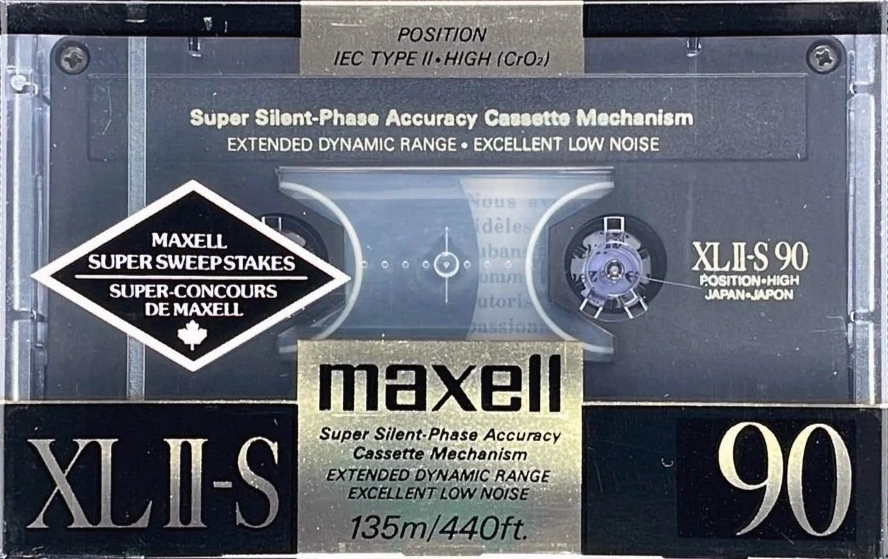 POSITION
IEC TYPE II•HIGH (CrO₂)
Super Silent-Phase Accuracy Cassette Mechanism
EXTENDED DYNAMIC RANGE • EXCELLENT LOW NOISE
Nous
MAXELL
SUPER SWEEPSTAKES
SUPER-CONCOURS
DE MAXELL
XLII-S 90
POSITION•HIGH
JAPAN•JAPON
maxell
Super Silent-Phase Accuracy
Cassette Mechanism
EXTENDED DYNAMIC RANGE
EXCELLENT LOW NOISE
135m/440ft.
XLII-S
90